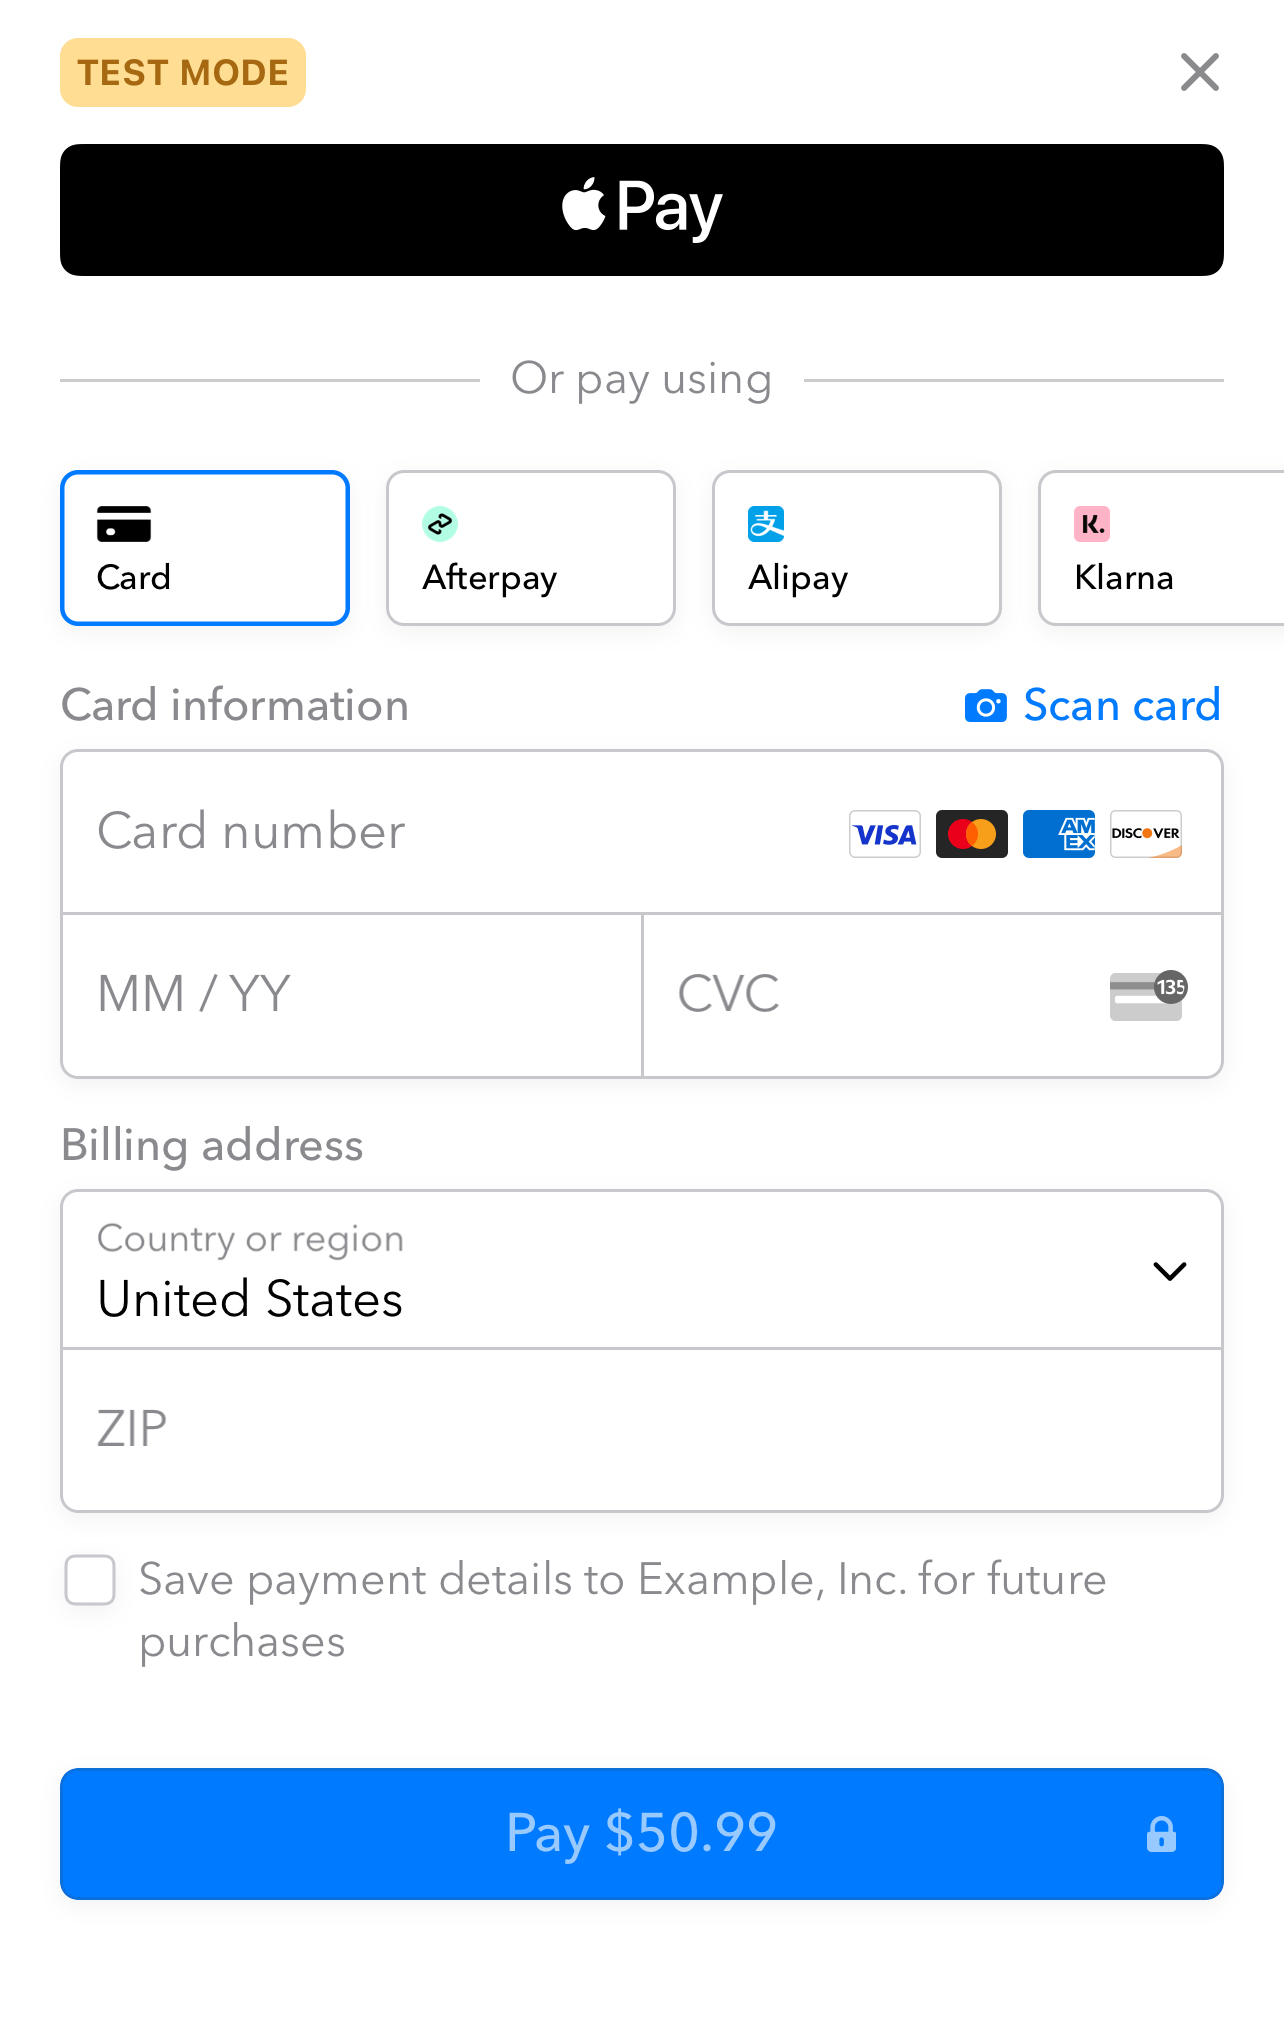 TEST MODE
Pay
Or pay using
Card
Afterpay
支
Alipay
K.
Klarna
Card information
Scan card
Card number
VISA
AM
EX
DISCOVER
MM / YY
CVC
135
Billing address
Country or region
United States
ZIP
Save payment details to Example, Inc. for future
purchases
Pay $50.99